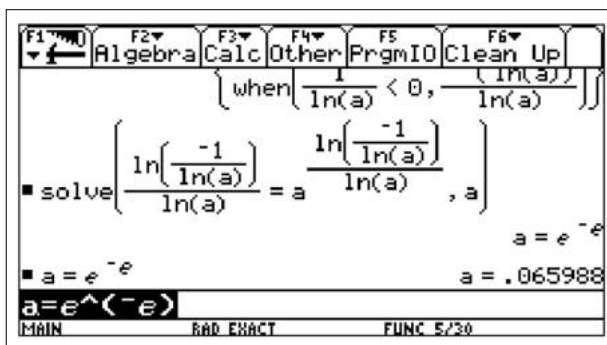 F1 F2 F3 F4 F5 F6
Algebra Calc Other PrgmIO Clean Up
when( 1/ln(a) < 0, (ln(a))/ln(a)
solve( ln(-1/ln(a))/ln(a) = a^(ln(-1/ln(a))/ln(a)), a)
a = e^-e
a = e^-e a = .065988
a=e^(-e)
MAIN RAD EXACT FUNC 5/30